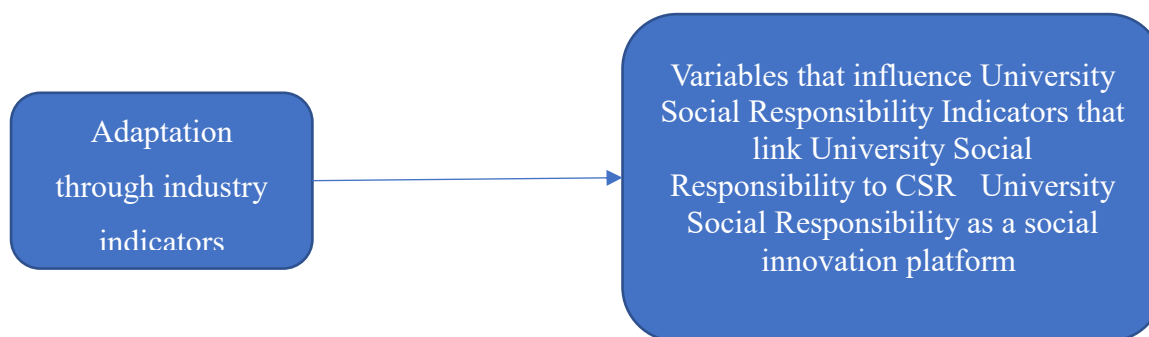 Adaptation
through industry
indicators
Variables that influence University
Social Responsibility Indicators that
link University Social
Responsibility to CSR University
Social Responsibility as a social
innovation platform